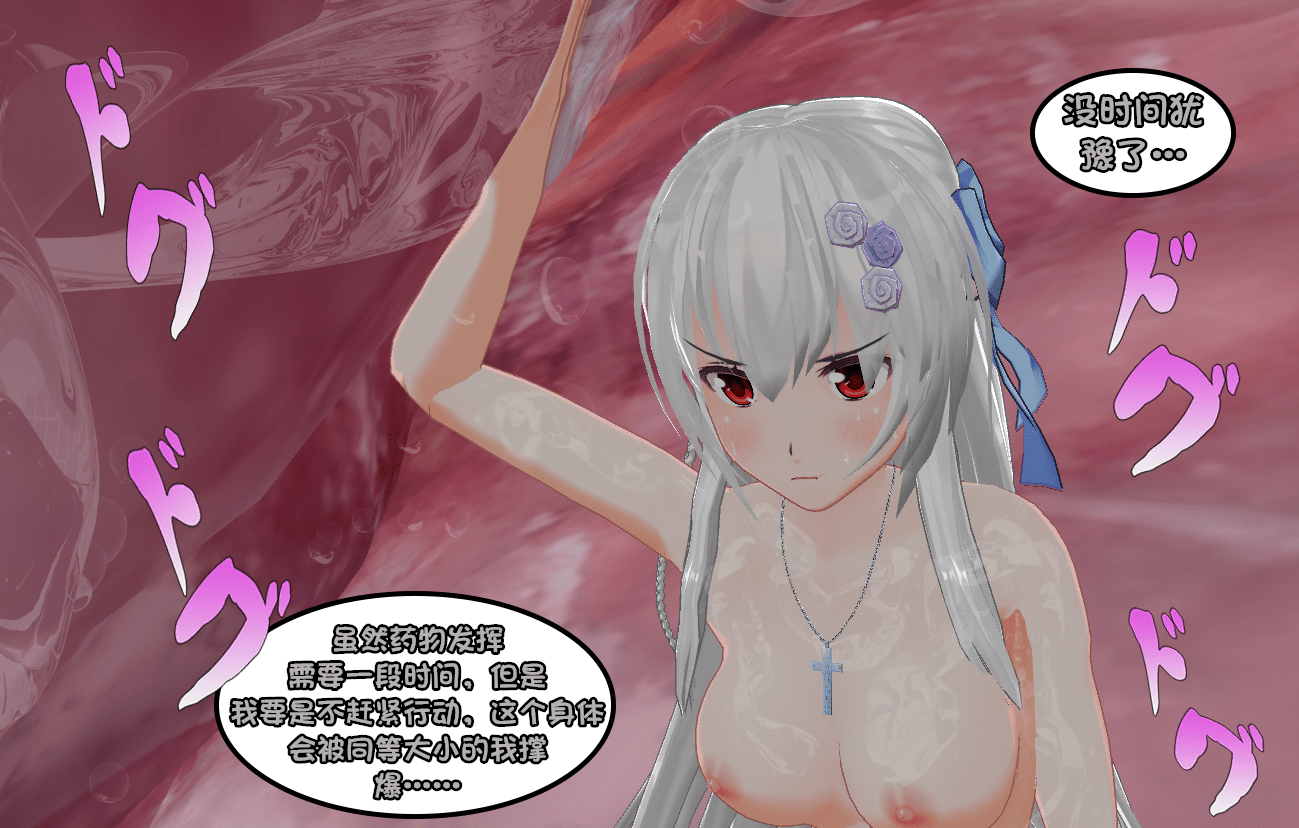 没时间犹
豫了…
ドグ
ドグ
ドグ
ドグ
虽然药物发挥
需要一段时间，但是
我要是不赶紧行动，这个身体
会被同等大小的我撑
爆……